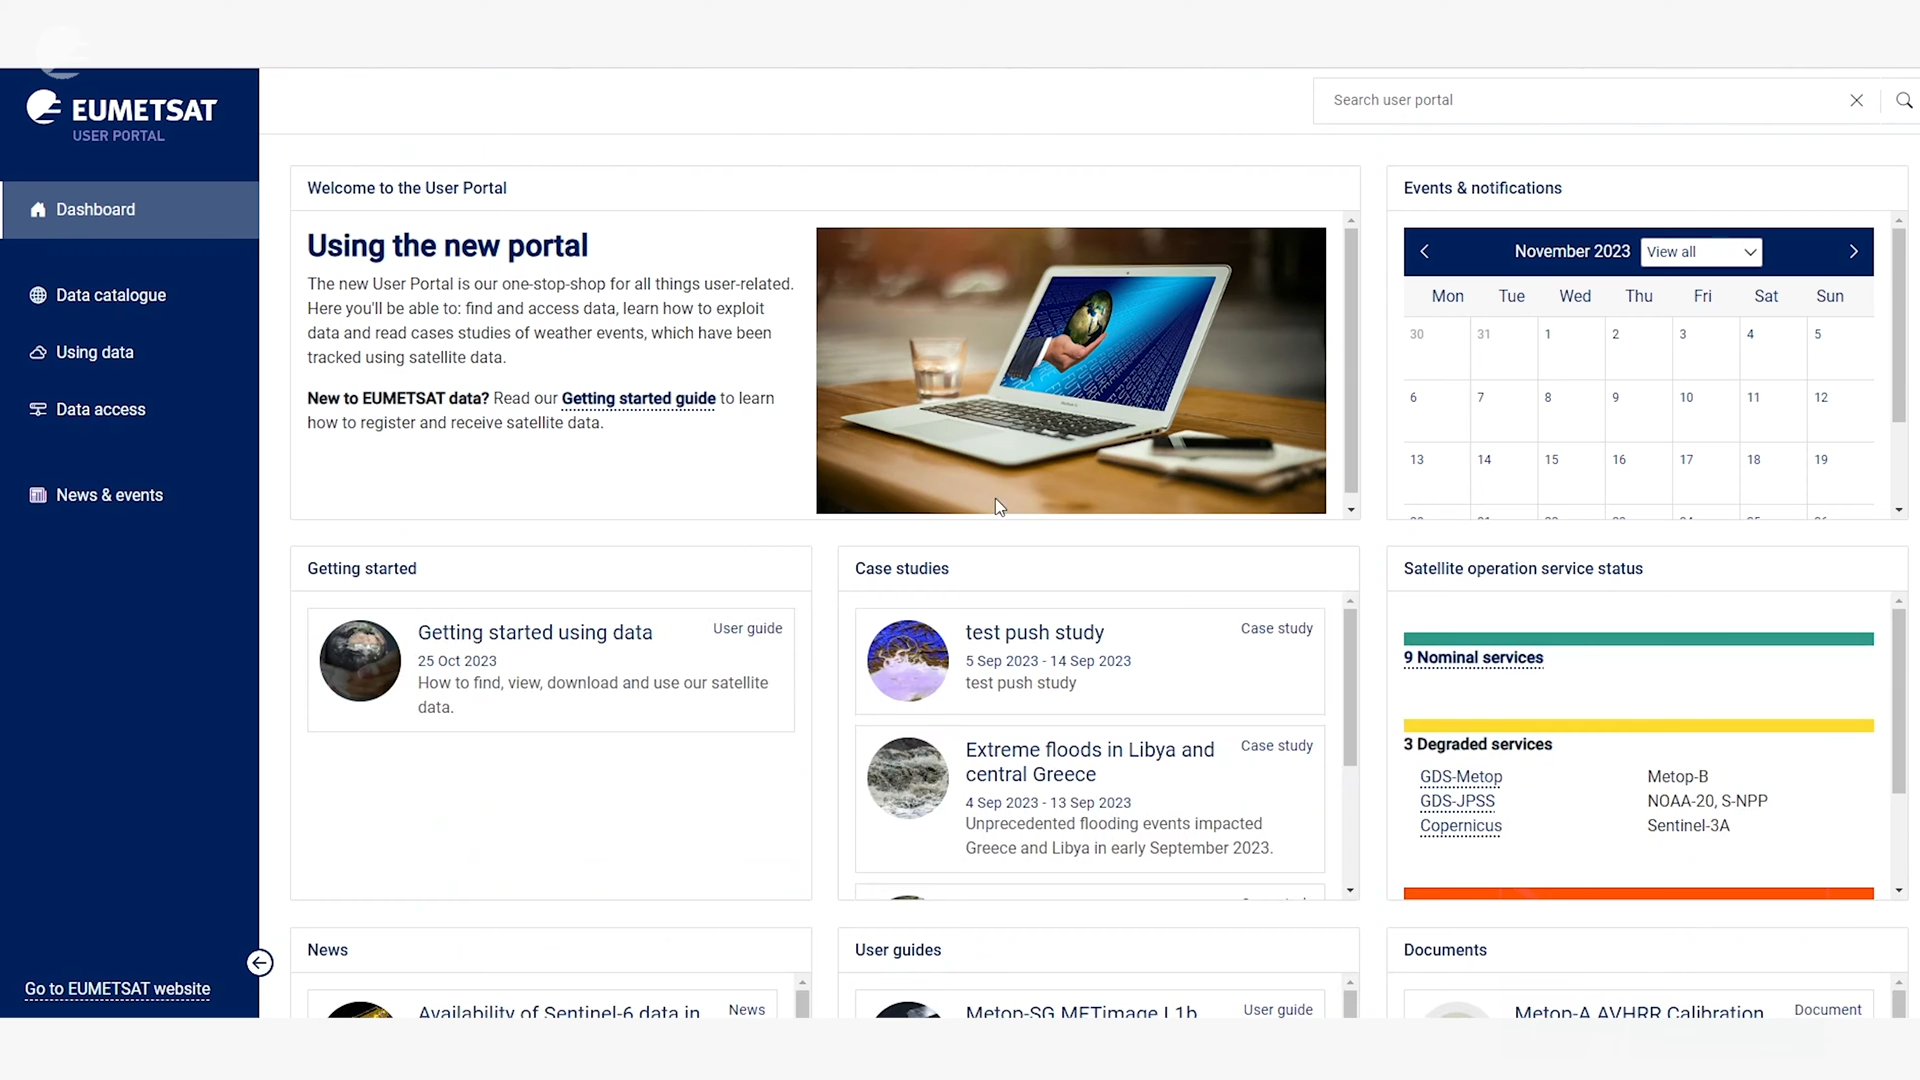 EUMETSAT
USER PORTAL
Search user portal
Dashboard
Data catalogue
Using data
Data access
News & events
Go to EUMETSAT website
Welcome to the User Portal
Using the new portal
The new User Portal is our one-stop-shop for all things user-related.
Here you'll be able to: find and access data, learn how to exploit
data and read cases studies of weather events, which have been
tracked using satellite data.
New to EUMETSAT data? Read our Getting started guide to learn
how to register and receive satellite data.
Events & notifications
November 2023 View all
Mon Tue Wed Thu Fri Sat Sun
30 31 1 2 3 4 5
6 7 8 9 10 11 12
13 14 15 16 17 18 19
Getting started
Getting started using data User guide
25 Oct 2023
How to find, view, download and use our satellite
data.
Case studies
test push study Case study
5 Sep 2023 - 14 Sep 2023
test push study
Extreme floods in Libya and Case study
central Greece
4 Sep 2023 - 13 Sep 2023
Unprecedented flooding events impacted
Greece and Libya in early September 2023.
Satellite operation service status
9 Nominal services
3 Degraded services
GDS-Metop Metop-B
GDS-JPSS NOAA-20, S-NPP
Copernicus Sentinel-3A
News
Availability of Sentinel-6 data in News
User guides
Metop-SG METimage L1b User guide
Documents
Metop-A AVHRR Calibration Document